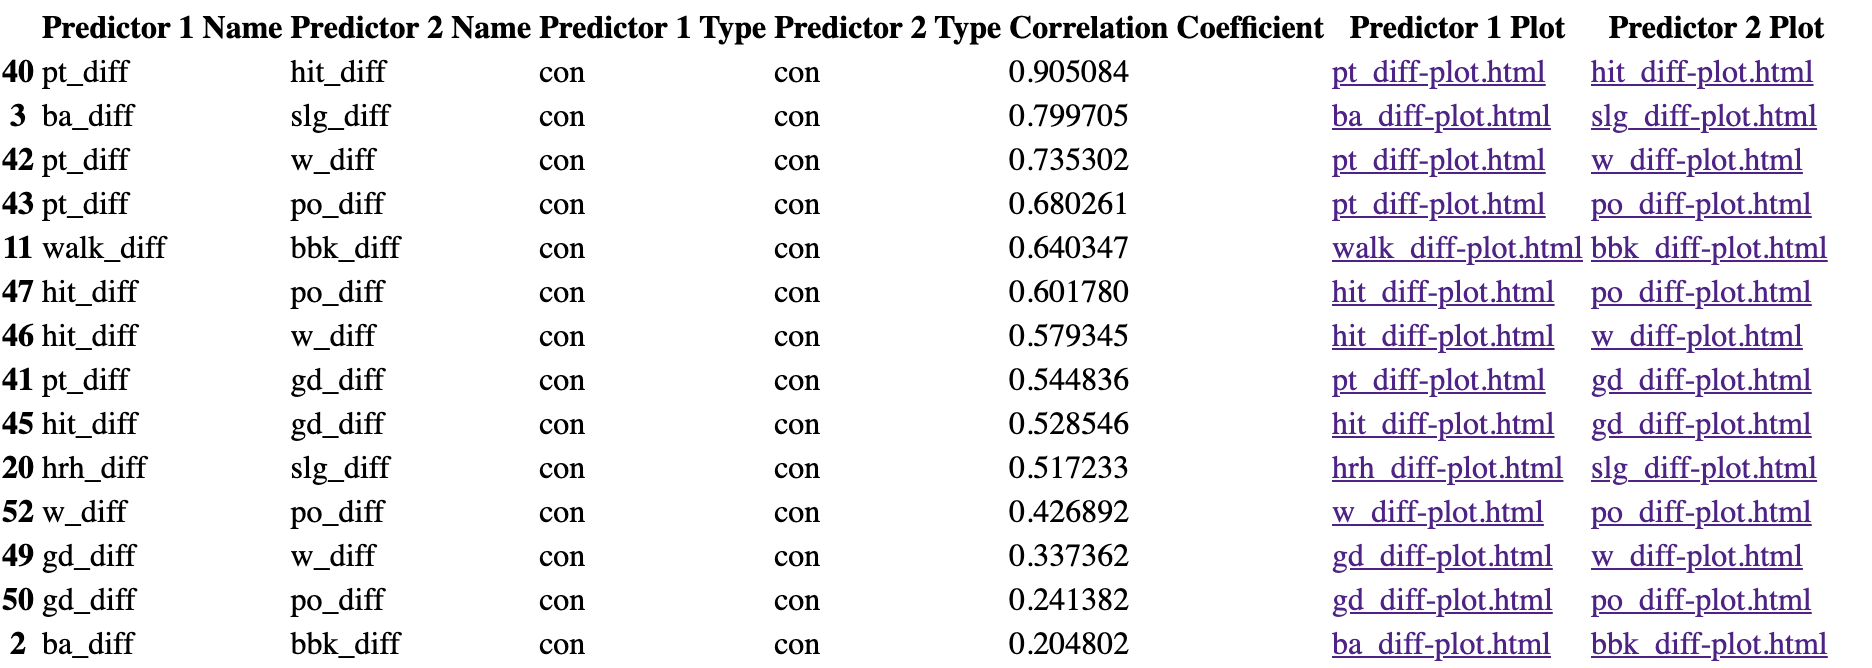 Predictor 1 Name Predictor 2 Name Predictor 1 Type Predictor 2 Type Correlation Coefficient Predictor 1 Plot Predictor 2 Plot
40 pt_diff hit_diff con con 0.905084 pt_diff-plot.html hit_diff-plot.html
3 ba_diff slg_diff con con 0.799705 ba_diff-plot.html slg_diff-plot.html
42 pt_diff w_diff con con 0.735302 pt_diff-plot.html w_diff-plot.html
43 pt_diff po_diff con con 0.680261 pt_diff-plot.html po_diff-plot.html
11 walk_diff bbk_diff con con 0.640347 walk_diff-plot.html bbk_diff-plot.html
47 hit_diff po_diff con con 0.601780 hit_diff-plot.html po_diff-plot.html
46 hit_diff w_diff con con 0.579345 hit_diff-plot.html w_diff-plot.html
41 pt_diff gd_diff con con 0.544836 pt_diff-plot.html gd_diff-plot.html
45 hit_diff gd_diff con con 0.528546 hit_diff-plot.html gd_diff-plot.html
20 hrh_diff slg_diff con con 0.517233 hrh_diff-plot.html slg_diff-plot.html
52 w_diff po_diff con con 0.426892 w_diff-plot.html po_diff-plot.html
49 gd_diff w_diff con con 0.337362 gd_diff-plot.html w_diff-plot.html
50 gd_diff po_diff con con 0.241382 gd_diff-plot.html po_diff-plot.html
2 ba_diff bbk_diff con con 0.204802 ba_diff-plot.html bbk_diff-plot.html